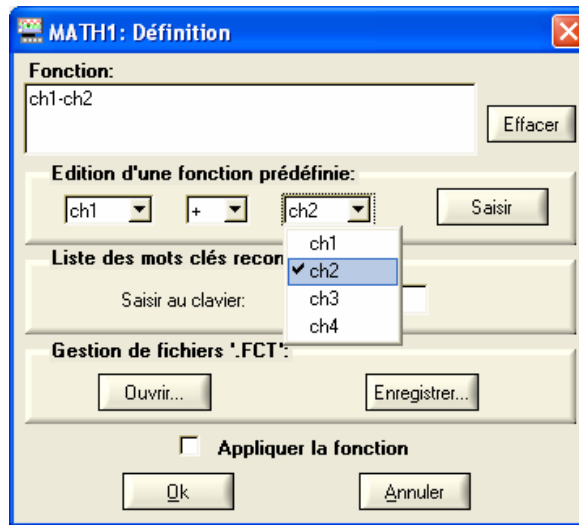 MATH1: Définition
Fonction:
ch1-ch2
Effacer
Edition d'une fonction prédéfinie:
ch1 + ch2 Saisir
ch1
Liste des mots clés recon
ch2
Saisir au clavier:
ch3
ch4
Gestion de fichiers '.FCT':
Ouvrir... Enregistrer...
Appliquer la fonction
Ok Annuler